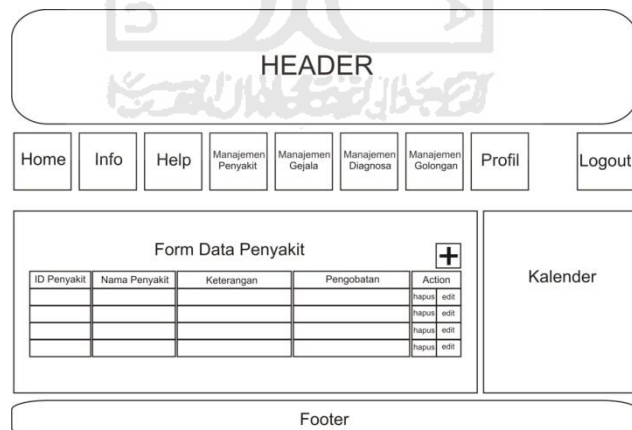 HEADER
Home Info Help Manajemen Penyakit Manajemen Gejala Manajemen Diagnosa Manajemen Golongan Profil Logout
Form Data Penyakit
+
Kalender
ID Penyakit Nama Penyakit Keterangan Pengobatan Action
hapus edit
hapus edit
hapus edit
hapus edit
Footer